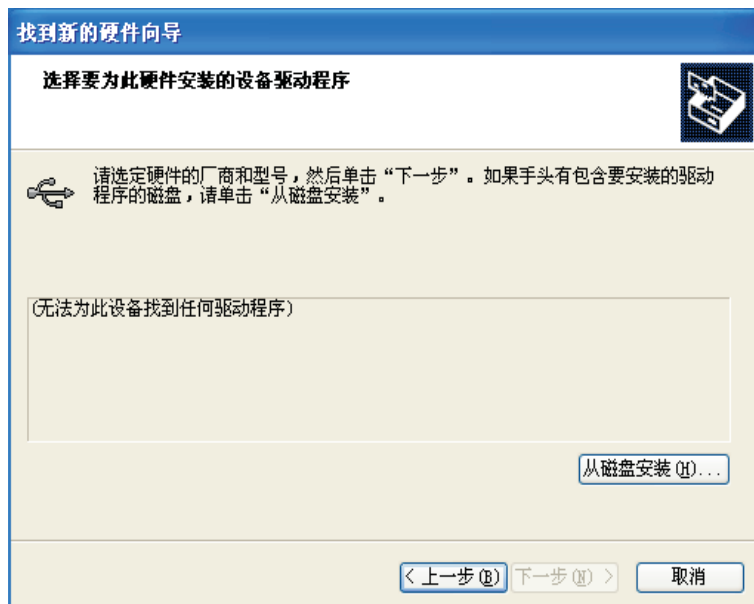 找到新的硬件向导
选择要为此硬件安装的设备驱动程序
请选定硬件的厂商和型号，然后单击“下一步”。如果手头有包含要安装的驱动
程序的磁盘，请单击“从磁盘安装”。
(无法为此设备找到任何驱动程序)
从磁盘安装(H)...
< 上一步(B) 下一步(N) > 取消